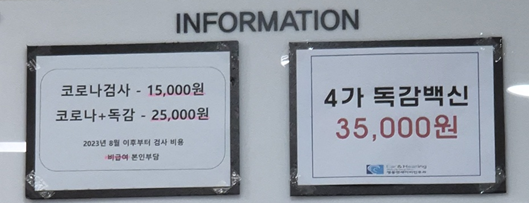 INFORMATION
코로나검사 - 15,000원
코로나+독감 - 25,000원
2023년 8월 이후부터 검사 비용
비급여 본인부담
4가 독감백신
35,000원
Ear & Hearing